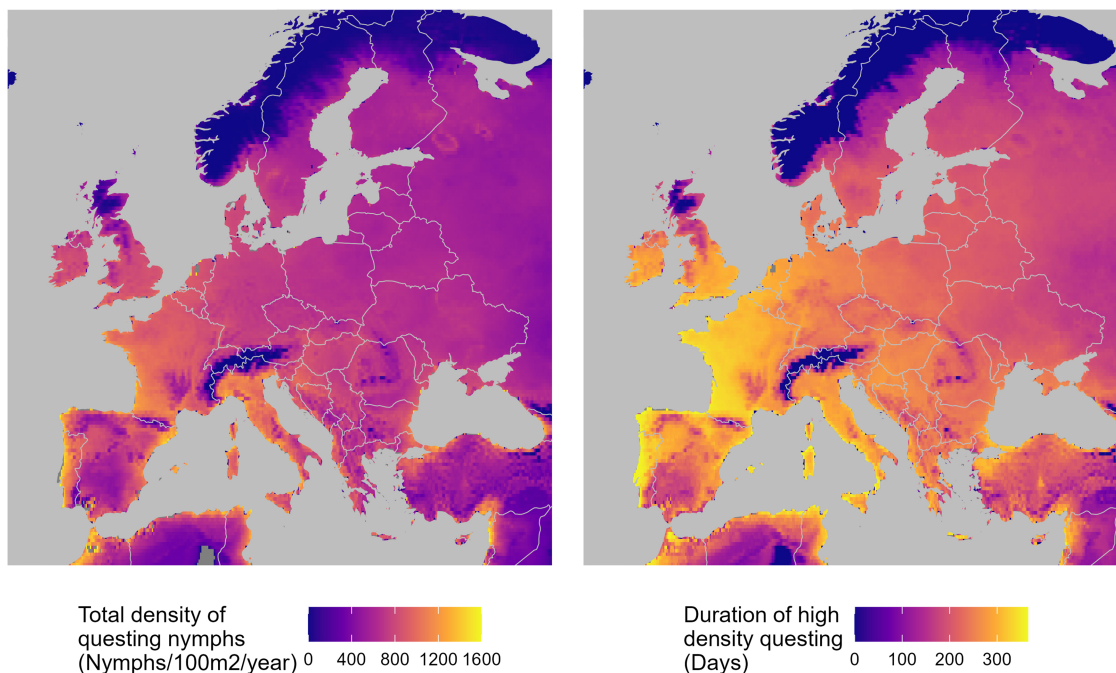 Total density of
questing nymphs
(Nymphs/100m2/year)
0 400 800 1200 1600
Duration of high
density questing
(Days)
0 100 200 300